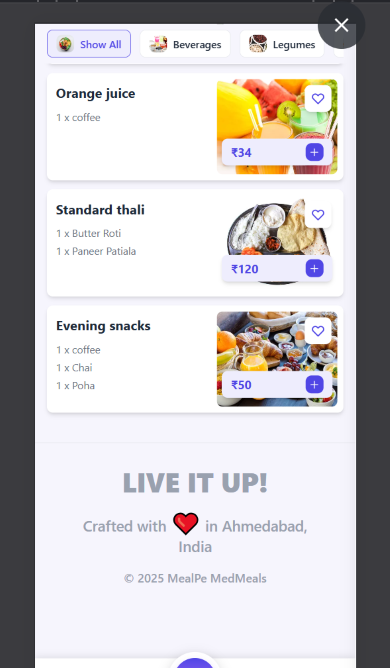 Show All
Beverages
Legumes
Orange juice
1 x coffee
₹34
Standard thali
1 x Butter Roti
1 x Paneer Patiala
₹120
Evening snacks
1 x coffee
1 x Chai
1 x Poha
₹50
LIVE IT UP!
Crafted with ❤ in Ahmedabad,
India
© 2025 MealPe MedMeals